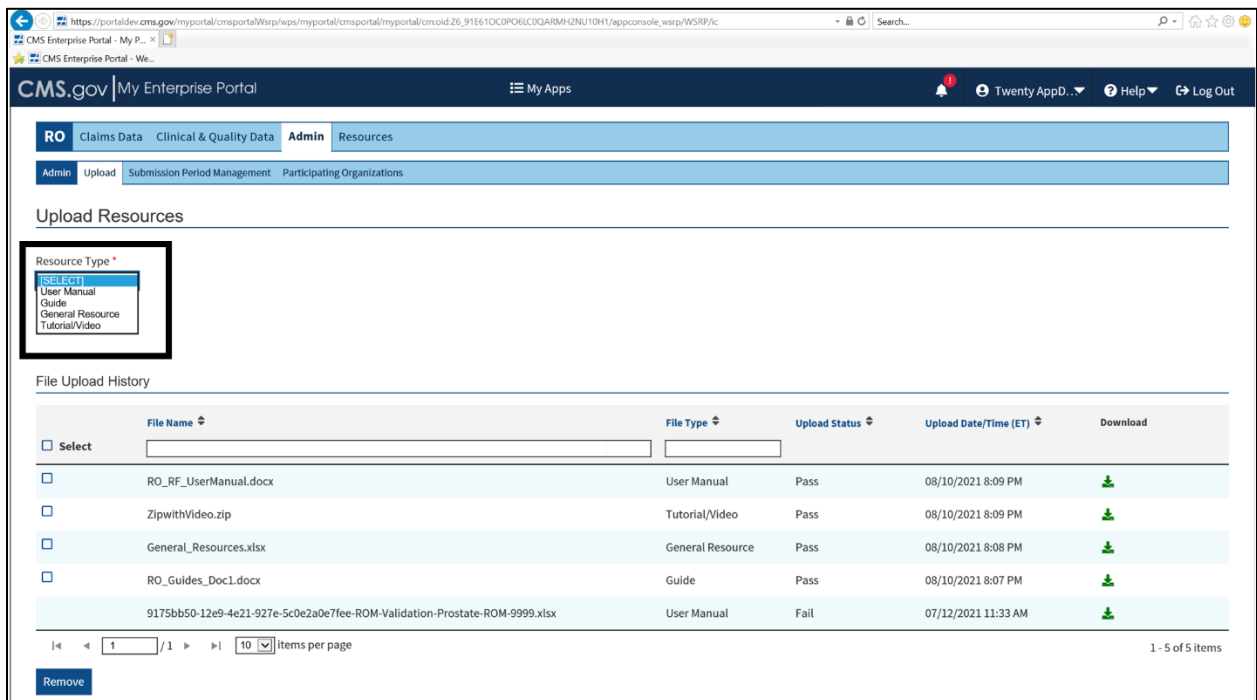 https://portaldev.cms.gov/myportal/cmsportalWsrp/wps/myportal/cmsportal/myportal/cm:oid:Z6_91E61OC0PO6LC0QARMH2NU10H1/appconsole_wsrp/WSRP/ic Search...
CMS Enterprise Portal - My P...
CMS Enterprise Portal - We...
CMS.gov My Enterprise Portal My Apps Twenty AppD... Help Log Out
RO Claims Data Clinical & Quality Data Admin Resources
Admin Upload Submission Period Management Participating Organizations
Upload Resources
Resource Type *
[SELECT]
User Manual
Guide
General Resource
Tutorial/Video
File Upload History
File Name File Type Upload Status Upload Date/Time (ET) Download
Select
RO_RF_UserManual.docx User Manual Pass 08/10/2021 8:09 PM
ZipwithVideo.zip Tutorial/Video Pass 08/10/2021 8:09 PM
General_Resources.xlsx General Resource Pass 08/10/2021 8:08 PM
RO_Guides_Doc1.docx Guide Pass 08/10/2021 8:07 PM
9175bb50-12e9-4e21-927e-5c0e2a0e7fee-ROM-Validation-Prostate-ROM-9999.xlsx User Manual Fail 07/12/2021 11:33 AM
1 / 1 10 items per page 1 - 5 of 5 items
Remove